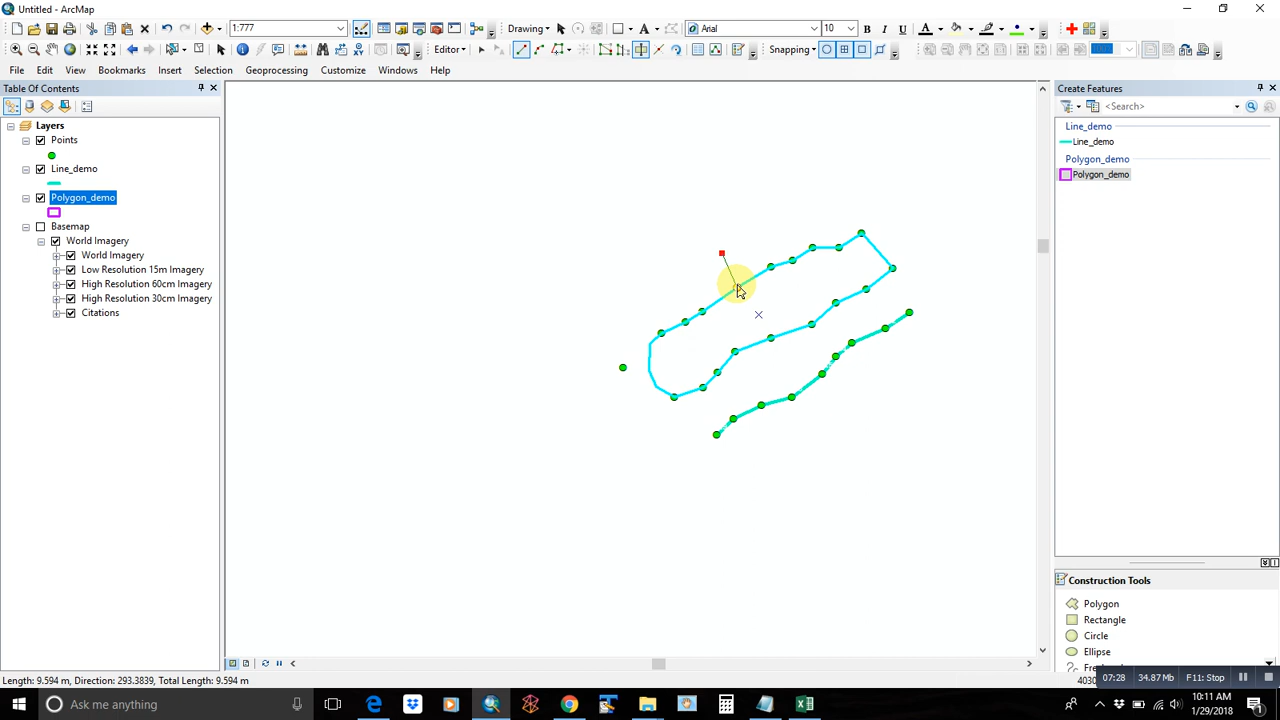 Untitled - ArcMap
1:777
Drawing
Arial
10
B I U A
Editor
Snapping
File Edit View Bookmarks Insert Selection Geoprocessing Customize Windows Help
Table Of Contents
Layers
Points
Line_demo
Polygon_demo
Basemap
World Imagery
World Imagery
Low Resolution 15m Imagery
High Resolution 60cm Imagery
High Resolution 30cm Imagery
Citations
Create Features
<Search>
Line_demo
Line_demo
Polygon_demo
Polygon_demo
Construction Tools
Polygon
Rectangle
Circle
Ellipse
07:28 34.87Mb F11: Stop
Length: 9.594 m, Direction: 293.3839, Total Length: 9.594 m
Ask me anything
10:11 AM
1/29/2018